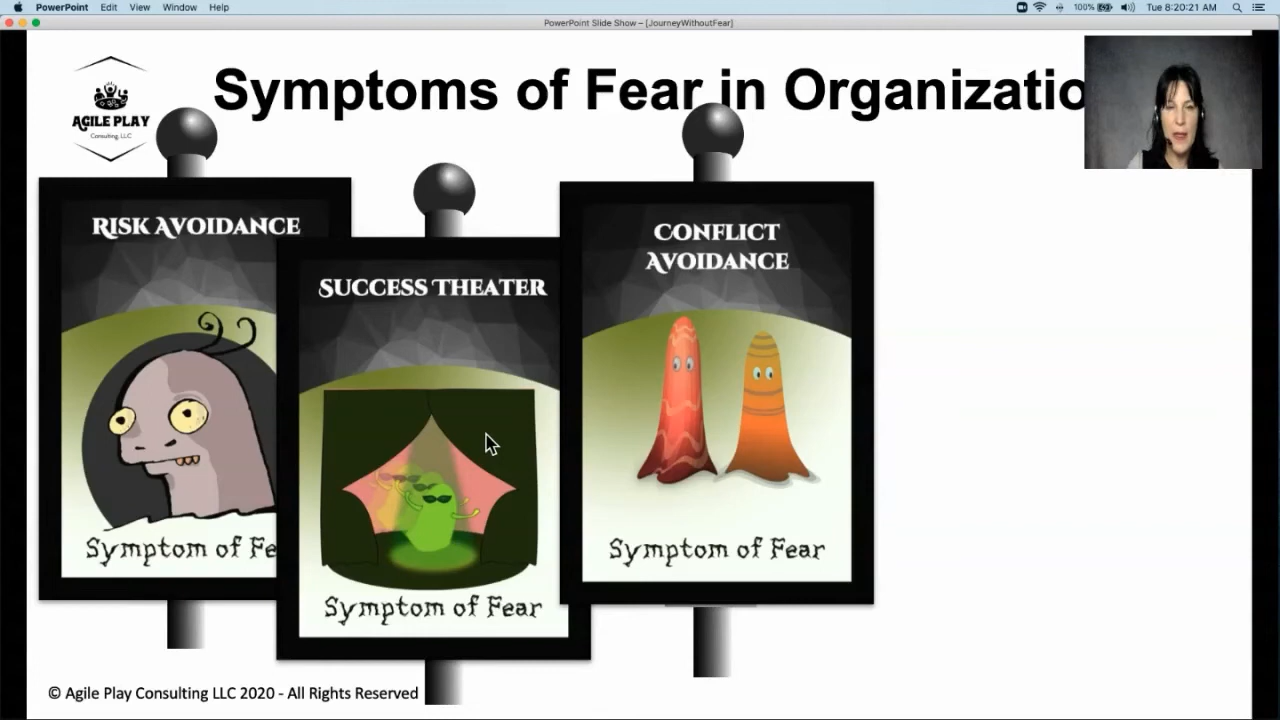 PowerPoint Edit View Window Help
100% Tue 8:20:21 AM
PowerPoint Slide Show – [JourneyWithoutFear]
Symptoms of Fear in Organizatio
AGILE PLAY
Consulting, LLC
RISK AVOIDANCE
Symptom of Fe
SUCCESS THEATER
Symptom of Fear
CONFLICT
AVOIDANCE
Symptom of Fear
© Agile Play Consulting LLC 2020 - All Rights Reserved